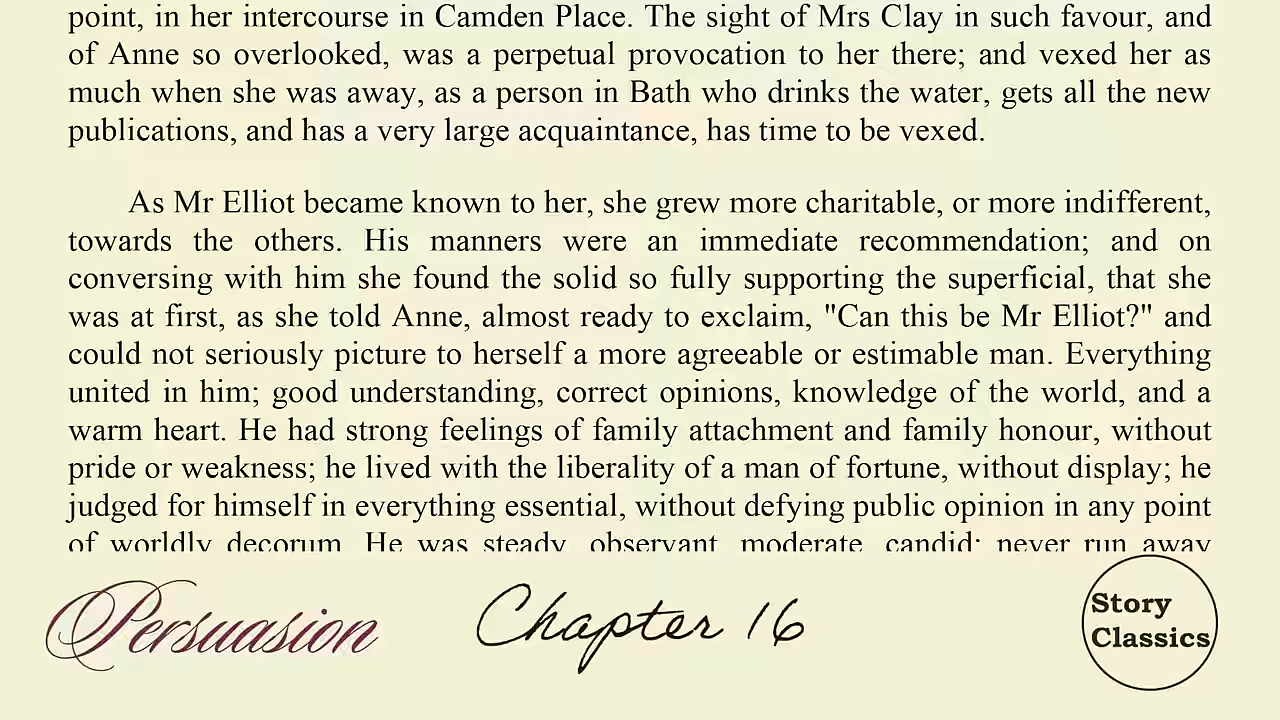 point, in her intercourse in Camden Place. The sight of Mrs Clay in such favour, and
of Anne so overlooked, was a perpetual provocation to her there; and vexed her as
much when she was away, as a person in Bath who drinks the water, gets all the new
publications, and has a very large acquaintance, has time to be vexed.
As Mr Elliot became known to her, she grew more charitable, or more indifferent,
towards the others. His manners were an immediate recommendation; and on
conversing with him she found the solid so fully supporting the superficial, that she
was at first, as she told Anne, almost ready to exclaim, "Can this be Mr Elliot?" and
could not seriously picture to herself a more agreeable or estimable man. Everything
united in him; good understanding, correct opinions, knowledge of the world, and a
warm heart. He had strong feelings of family attachment and family honour, without
pride or weakness; he lived with the liberality of a man of fortune, without display; he
judged for himself in everything essential, without defying public opinion in any point
of worldly decorum. He was steady, observant, moderate, candid; never run away
Persuasion
Chapter 16
Story
Classics